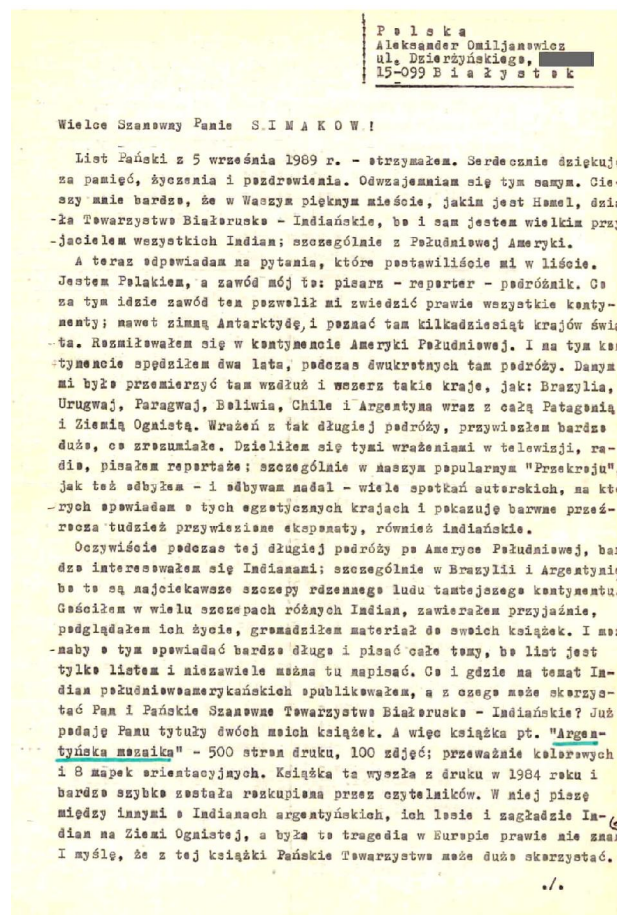 P o l s k a
Aleksander Omiljanowicz
ul. Dzierżyńskiego,
15-099 B i a ł y s t o k
Wielce Szanowny Panie S I M A K O W !
List Pański z 5 września 1989 r. - otrzymałem. Serdecznie dziękuj
za pamięć, życzenia i pozdrowienia. Odwzajemniam się tym samym. Cie-
szy mnie bardzo, że w Waszym pięknym mieście, jakim jest Homel, dzia
-ła Towarzystwo Białorusko - Indiańskie, bo i sam jestem wielkim przy
-jacielem wszystkich Indian; szczególnie z Południowej Ameryki.
A teraz odpowiadam na pytania, które postawiliście mi w liście.
Jestem Polakiem, a zawód mój to: pisarz - reporter - podróżnik. Co
za tym idzie zawód ten pozwolił mi zwiedzić prawie wszystkie konty-
nenty; nawet zimną Antarktydę, i poznać tam kilkadziesiąt krajów świa
ta. Rozmiłowałem się w kontynencie Ameryki Południowej. I na tym kon
-tynencie spędziłem dwa lata, podczas dwukrotnych tam podróży. Danym
mi było przemierzyć tam wzdłuż i wszerz takie kraje, jak: Brazylia,
Urugwaj, Paragwaj, Boliwia, Chile i Argentyna wraz z całą Patagonią
i Ziemią Ognistą. Wrażeń z tak długiej podróży, przywiozłem bardzo
dużo, co zrozumiałe. Dzieliłem się tymi wrażeniami w telewizji, ra-
dio, pisałem reportaże; szczególnie w naszym popularnym "Przekroju",
jak też odbyłem - i odbywam nadal - wiele spotkań autorskich, na któ
-rych opowiadam o tych egzotycznych krajach i pokazuję barwne przeź-
rocza tudzież przywiezione eksponaty, również indiańskie.
Oczywiście podczas tej długiej podróży po Ameryce Południowej, bar
dzo interesowałem się Indianami; szczególnie w Brazylii i Argentynie
bo to są najciekawsze szczepy rdzennego ludu tamtejszego kontynentu.
Gościłem w wielu szczepach różnych Indian, zawierałem przyjaźnie,
podglądałem ich życie, gromadziłem materiał do swoich książek. I moż
-naby o tym opowiadać bardzo długo i pisać całe tomy, bo list jest
tylko listem i niezawiele można tu napisać. Co i gdzie na temat In-
dian południowoamerykańskich opublikowałem, a z czego może skorzys-
tać Pan i Pańskie Szanowne Towarzystwo Białorusko - Indiańskie? Już
podaję Panu tytuły dwóch moich książek. A więc książka pt. "Argen-
tyńska mozaika" - 500 stron druku, 100 zdjęć; przeważnie kolorowych
i 8 mapek orientacyjnych. Książka ta wyszła z druku w 1984 roku i
bardzo szybko została rozkupiona przez czytelników. W niej piszę
między innymi o Indianach argentyńskich, ich losie i zagładzie In-
dian na Ziemi Ognistej, a była to tragedia w Europie prawie nie znan
I myślę, że z tej książki Pańskie Towarzystwo może dużo skorzystać.
./.